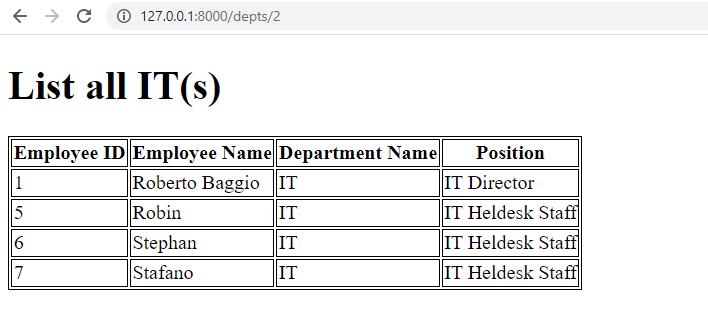 127.0.0.1:8000/depts/2
List all IT(s)
Employee ID Employee Name Department Name Position
1 Roberto Baggio IT IT Director
5 Robin IT IT Heldesk Staff
6 Stephan IT IT Heldesk Staff
7 Stafano IT IT Heldesk Staff